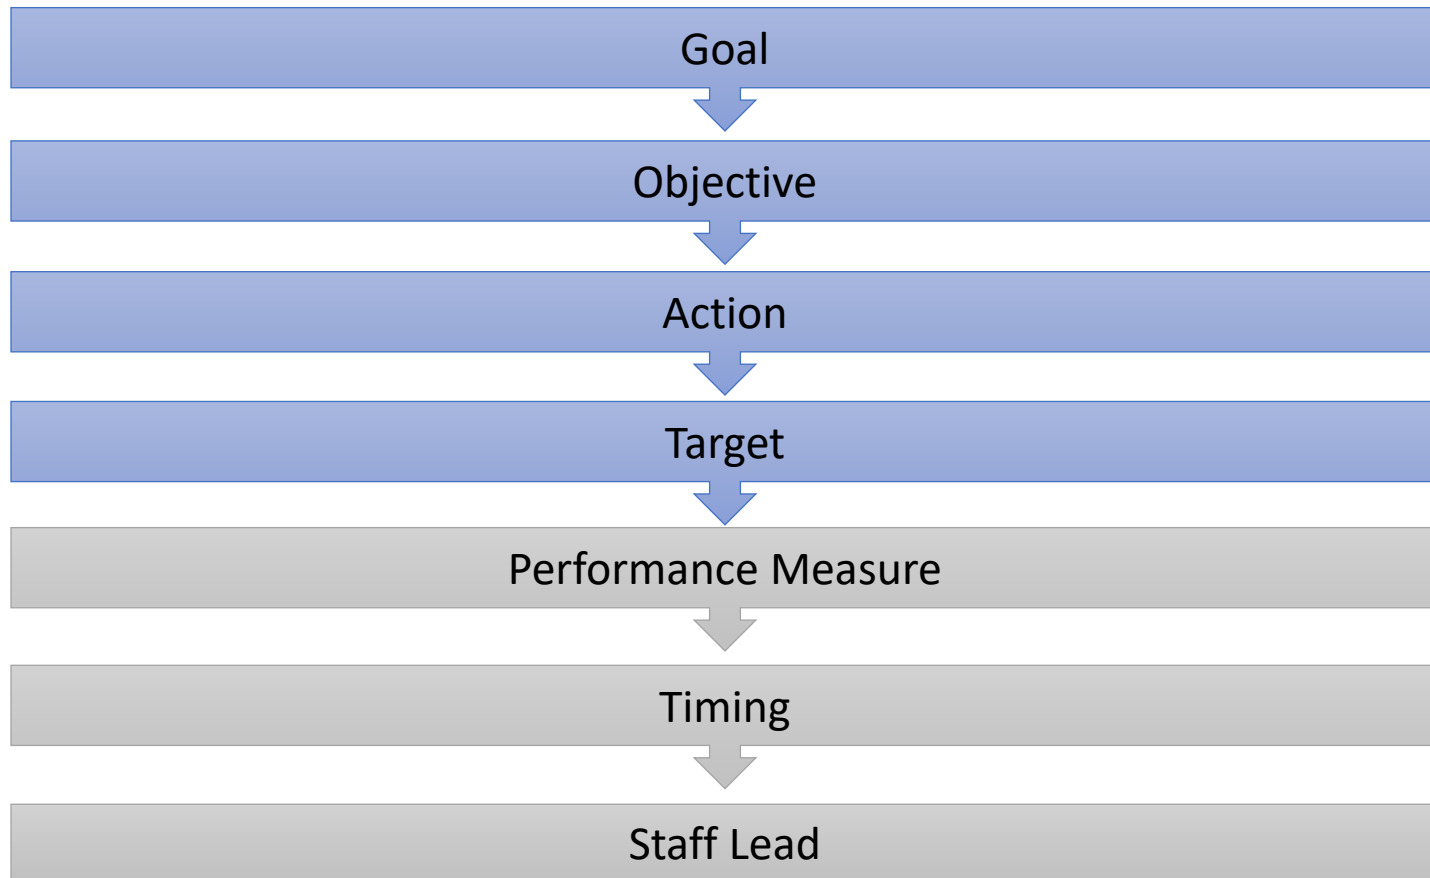 Goal
Objective
Action
Target
Performance Measure
Timing
Staff Lead